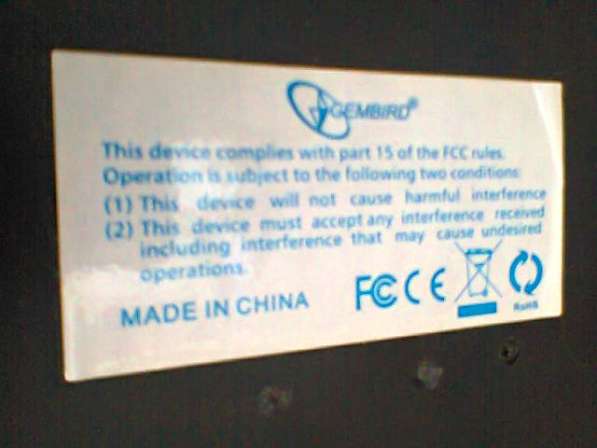 GEMBIRD®
This device complies with part 15 of the FCC rules.
Operation is subject to the following two conditions:
(1) This device will not cause harmful interference
(2) This device must accept any interference received
including interference that may cause undesired
operations.
MADE IN CHINA FC CE RoHS